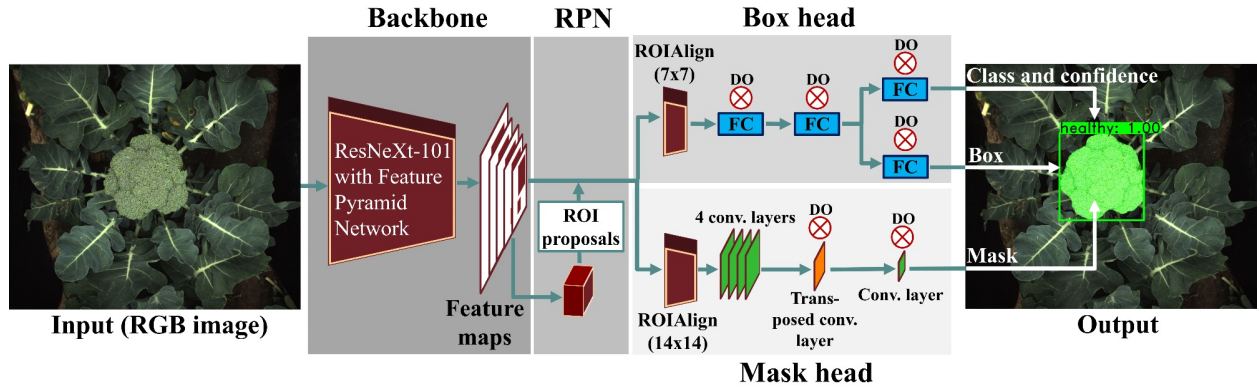 Backbone
RPN
Box head
Input (RGB image)
ResNeXt-101
with Feature
Pyramid
Network
Feature
maps
ROI
proposals
ROIAlign
(7x7)
DO
FC
DO
FC
DO
FC
DO
FC
ROIAlign
(14x14)
4 conv. layers
DO
Trans-
posed conv.
layer
DO
Conv. layer
Mask head
Class and confidence
healthy: 1.00
Box
Mask
Output